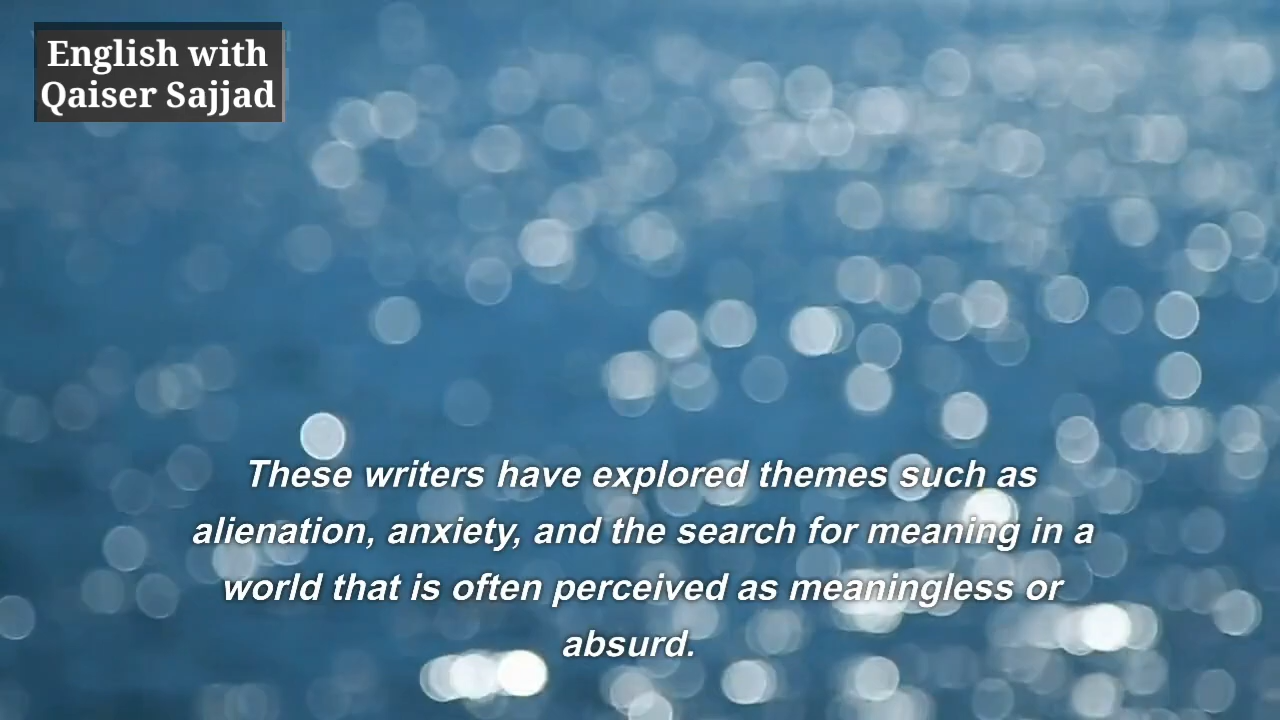 English with
Qaiser Sajjad
These writers have explored themes such as
alienation, anxiety, and the search for meaning in a
world that is often perceived as meaningless or
absurd.